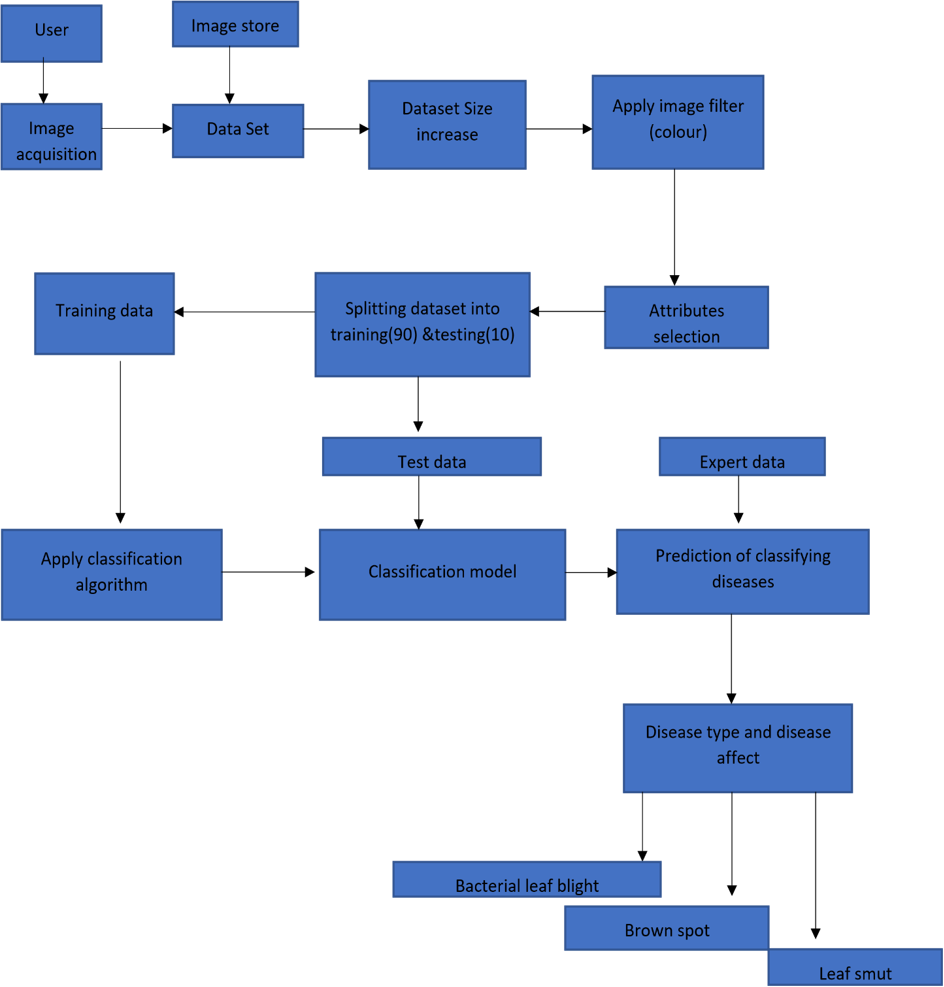 User
Image store
Image
acquisition
Data Set
Dataset Size
increase
Apply image filter
(colour)
Training data
Splitting dataset into
training(90) &testing(10)
Attributes
selection
Test data
Expert data
Apply classification
algorithm
Classification model
Prediction of classifying
diseases
Disease type and disease
affect
Bacterial leaf blight
Brown spot
Leaf smut